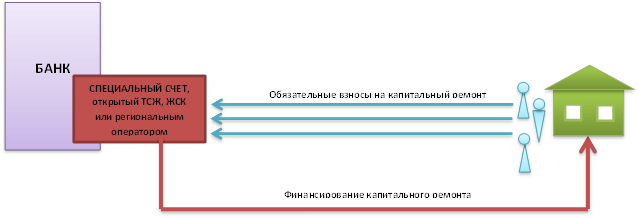 БАНК
СПЕЦИАЛЬНЫЙ СЧЕТ,
открытый ТСЖ, ЖСК
или региональным
оператором
Обязательные взносы на капитальный ремонт
Финансирование капитального ремонта